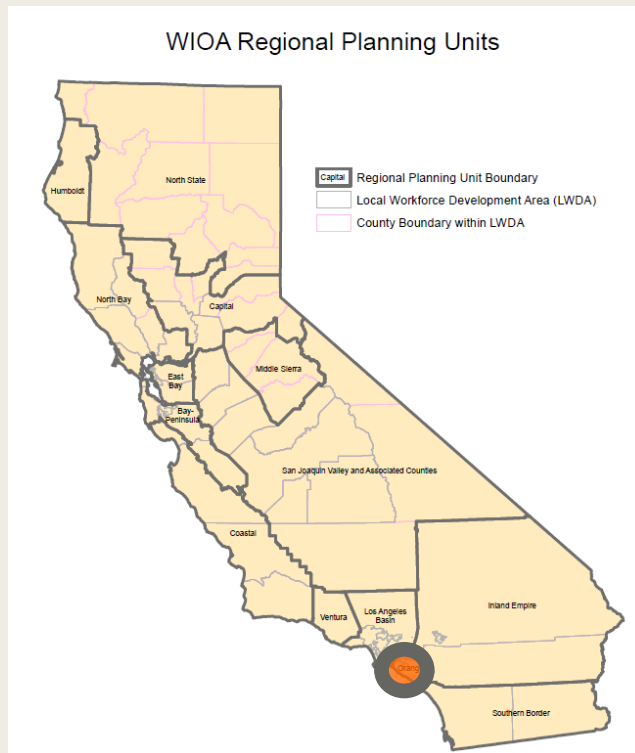 WIOA Regional Planning Units
Capital Regional Planning Unit Boundary
Local Workforce Development Area (LWDA)
County Boundary within LWDA
Humboldt
North State
North Bay
Capital
East
Bay
Middle Sierra
Bay-
Peninsula
San Joaquin Valley and Associated Counties
Coastal
Ventura
Los Angeles
Basin
Inland Empire
Orang
Southern Border